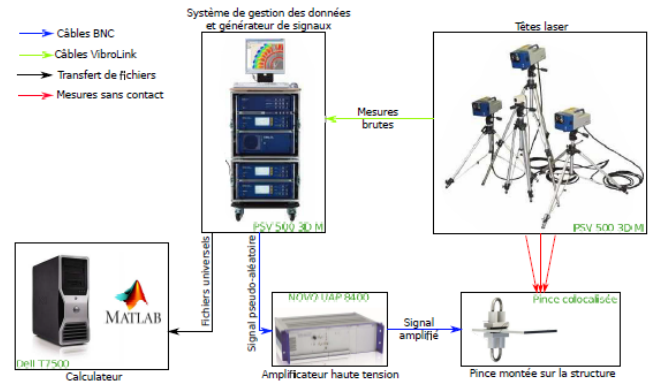 Système de gestion des données
et générateur de signaux
Têtes laser
Câbles BNC
Câbles VibroLink
Transfert de fichiers
Mesures sans contact
Mesures
brutes
PSV 500 3D M
PSV 500 3D M
Fichiers universels
Signal pseudo-aléatoire
NOVO UAP 8400
Pince colocalisée
MATLAB
Signal
amplifié
Dell T7500
Calculateur
Amplificateur haute tension
Pince montée sur la structure